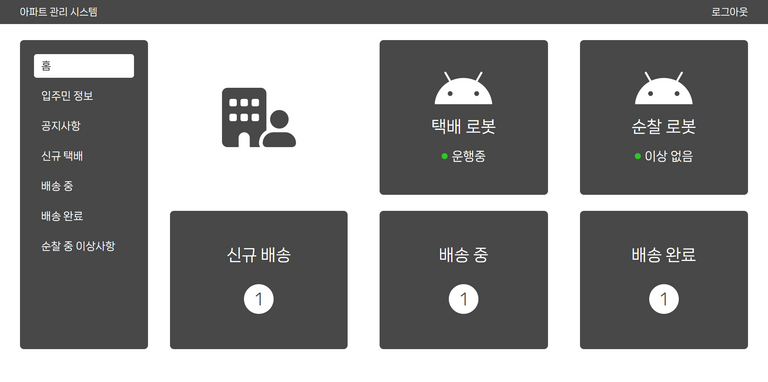 아파트 관리 시스템
로그아웃
홈
입주민 정보
공지사항
신규 택배
배송 중
배송 완료
순찰 중 이상사항
택배 로봇
운행중
순찰 로봇
이상 없음
신규 배송
1
배송 중
1
배송 완료
1